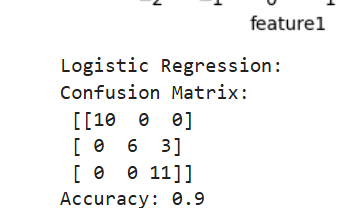 feature1
Logistic Regression:
Confusion Matrix:
[[10 0 0]
[ 0 6 3]
[ 0 0 11]]
Accuracy: 0.9